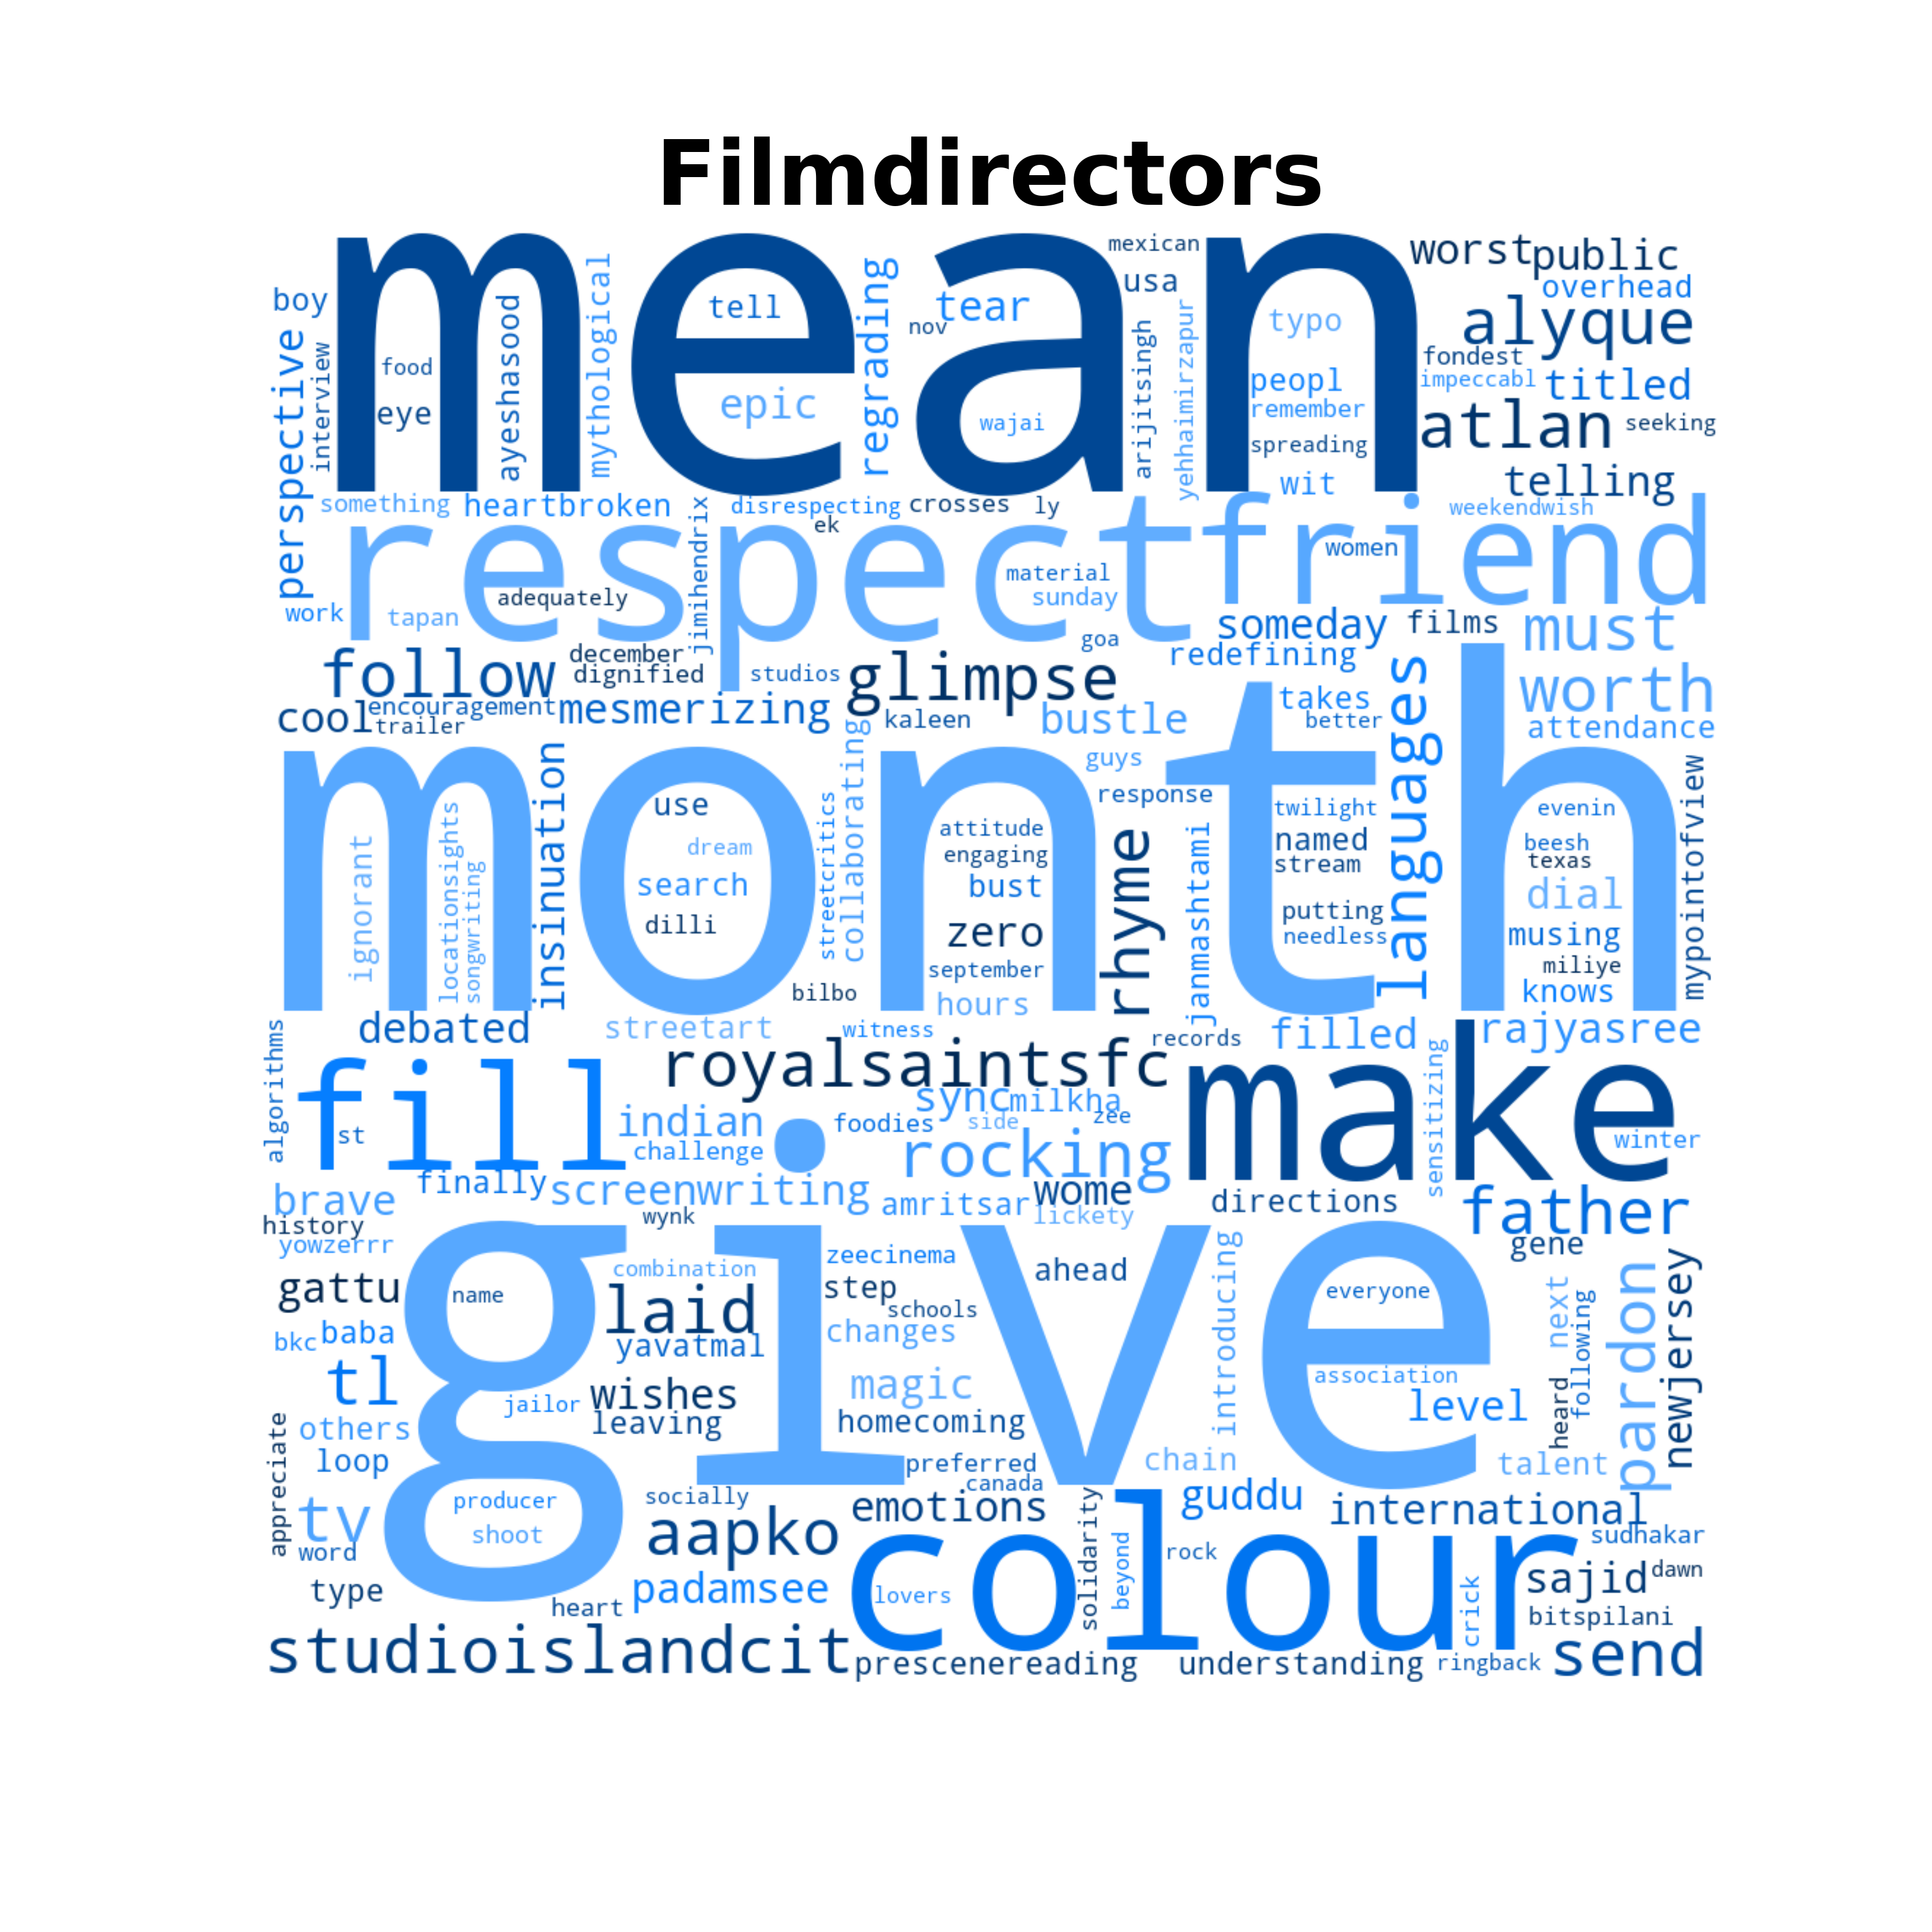 Filmdirectors
mean
mexican
worst
public
boy
usa
overhead
tell
tear
nov
typo
alyque
food
eye
ayeshasood
mythological
regrading
epic
wajai
arijitsingh
yehhaimirzapur
peopl
remember
spreading
wit
fondest
impeccabl
titled
atlan
seeking
telling
perspective
interview
something
heartbroken
disrespecting
crosses
ly
ek
weekendwish
respect
friend
women
jimihendrix
material
sunday
adequately
work
tapan
goa
someday
films
must
december
dignified
studios
redefining
follow
glimpse
worth
takes
better
cool
encouragement
trailer
mesmerizing
kaleen
bustle
attendance
languages
month
guys
response
use
dream
search
dilli
attitude
engaging
bust
zero
september
hours
twilight
named
stream
putting
needless
evenin
beesh
texas
dial
musing
miliye
knows
ignorant
locationsights
songwriting
insinuation
streetcritics
collaborating
rhyme
janmashtami
mypointofview
bilbo
debated
streetart
witness
records
filled
rajyasree
algorithms
royalsaintsfc
make
fill
st
indian
challenge
sync
milkha
zee
side
foodies
rocking
sensitizing
winter
brave
finally
screenwriting
amritsar
wome
lickety
directions
father
history
yowzerrr
wynk
gene
give
gattu
name
combination
laid
yavatmal
zeecinema
step
schools
changes
ahead
introducing
everyone
next
following
pardon
newjersey
bkc
baba
tl
jailor
wishes
leaving
magic
homecoming
association
level
heard
others
loop
appreciate
preferred
canada
chain
talent
tv
word
producer
shoot
socially
aapko
emotions
guddu
international
colour
solidarity
beyond
rock
sudhakar
type
heart
padamsee
lovers
crick
sajid
dawn
bitspilani
studioislandcit
prescenereading
understanding
ringback
send